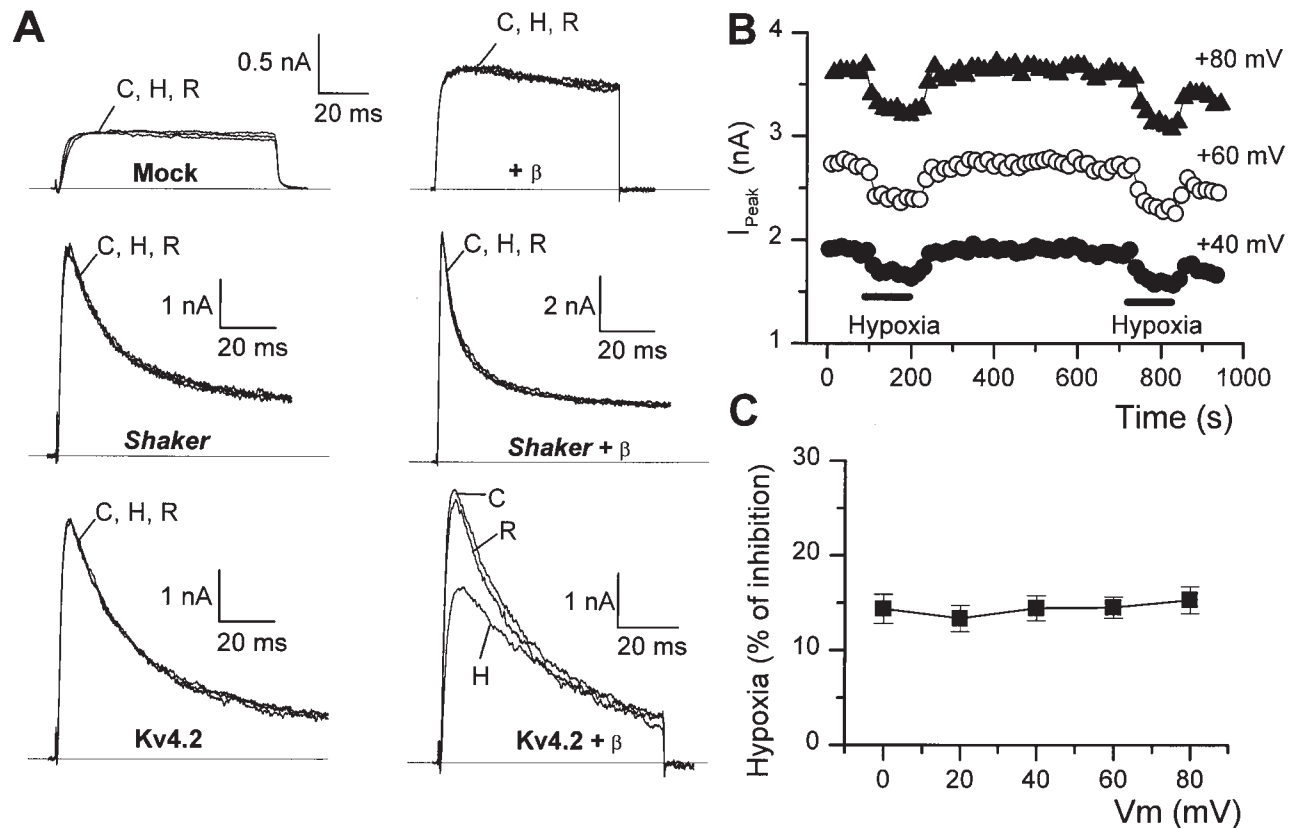 A
C, H, R
0.5 nA
20 ms
Mock
C, H, R
+ β
C, H, R
1 nA
20 ms
Shaker
C, H, R
2 nA
20 ms
Shaker + β
C, H, R
1 nA
20 ms
Kv4.2
C
R
H
1 nA
20 ms
Kv4.2 + β
B
4
3
2
1
IPeak (nA)
+80 mV
+60 mV
+40 mV
Hypoxia
Hypoxia
0 200 400 600 800 1000
Time (s)
C
30
20
10
0
Hypoxia (% of inhibition)
0 20 40 60 80
Vm (mV)